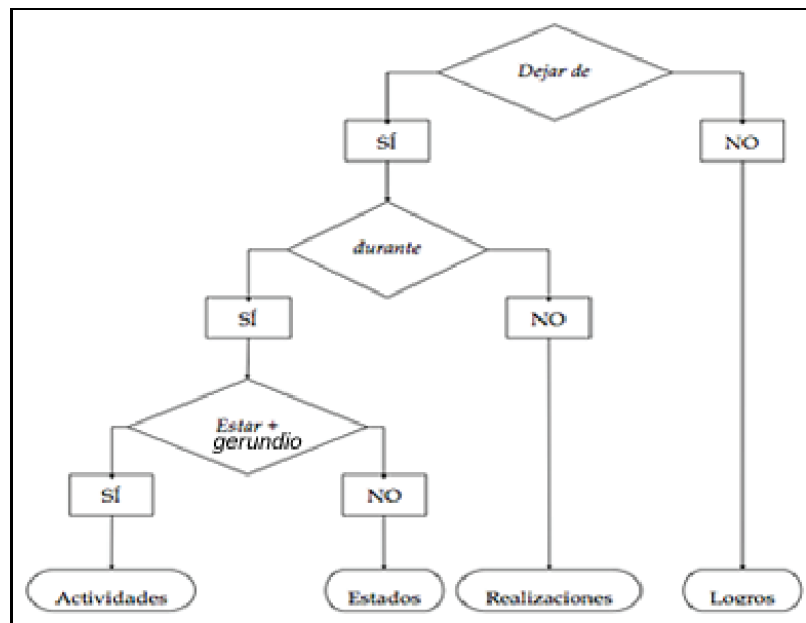 Dejar de
SÍ
NO
durante
SÍ
NO
Estar +
gerundio
SÍ
NO
Actividades
Estados
Realizaciones
Logros